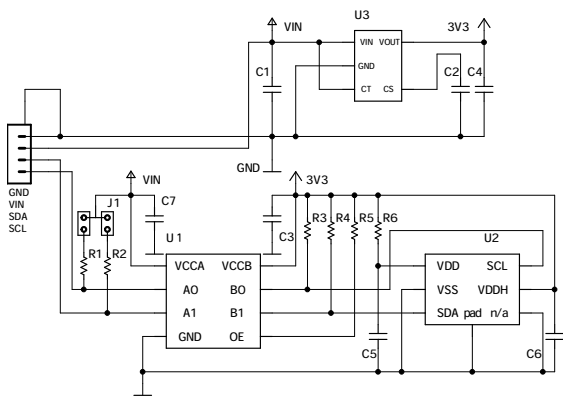 U3
VIN
3V3
VIN VOUT
GND
CT CS
C1
C2 C4
GND
GND
VIN
SDA
SCL
VIN
3V3
J1
C7
R1 R2
U1
C3
R3 R4 R5 R6
U2
VCCA VCCB
A0 B0
A1 B1
GND OE
VDD SCL
VSS VDDH
SDA pad n/a
C5
C6